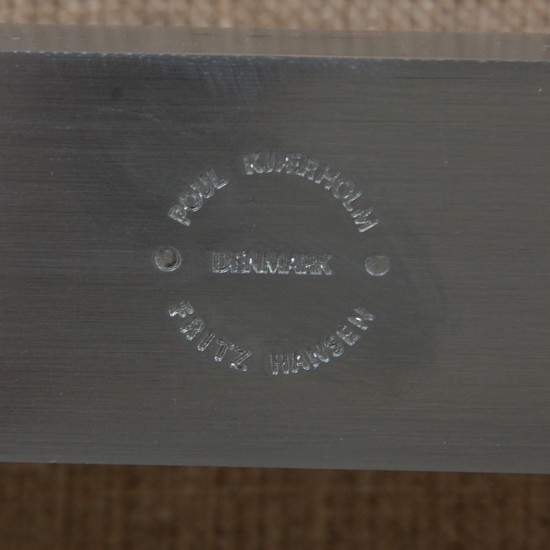 POUL KJÆRHOLM
DENMARK
FRITZ HANSEN